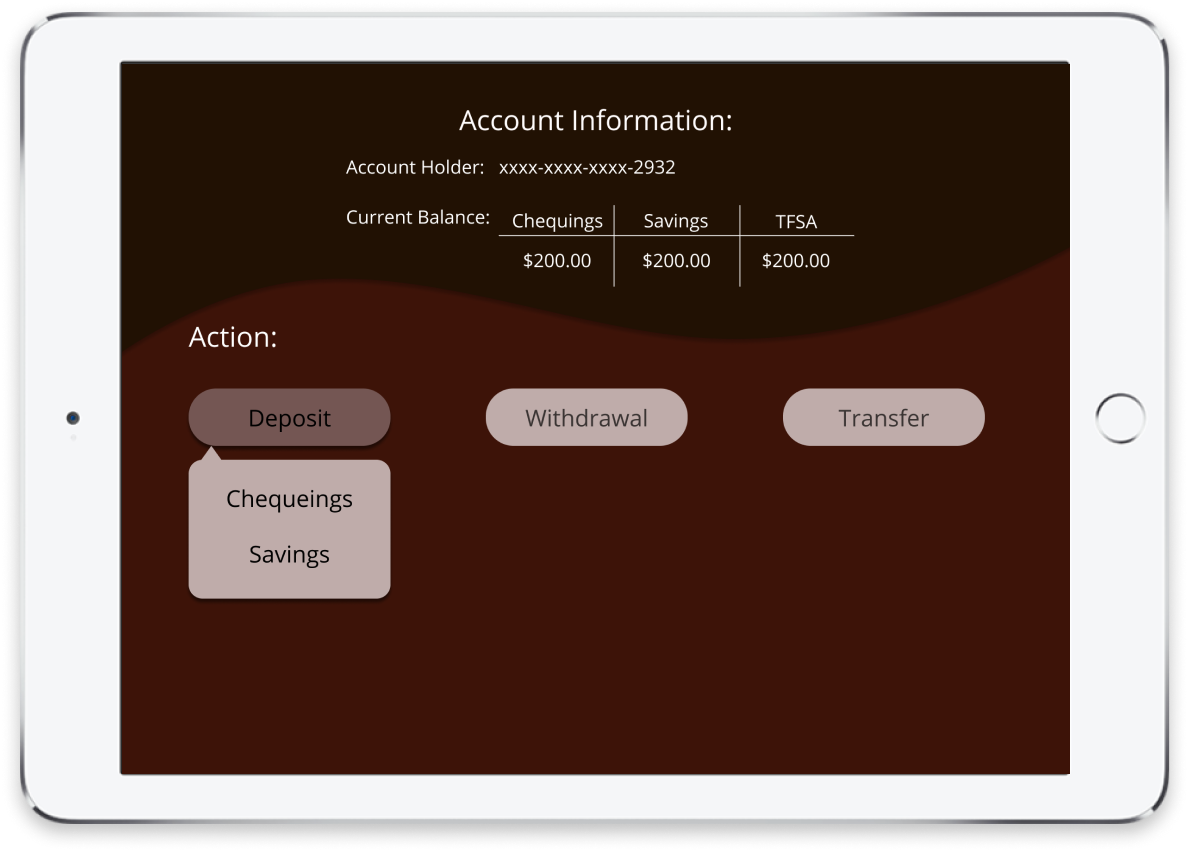 Account Information:
Account Holder: xxxx-xxxx-xxxx-2932
Current Balance: Chequings Savings TFSA
$200.00 $200.00 $200.00
Action:
Deposit Withdrawal Transfer
Chequeings
Savings